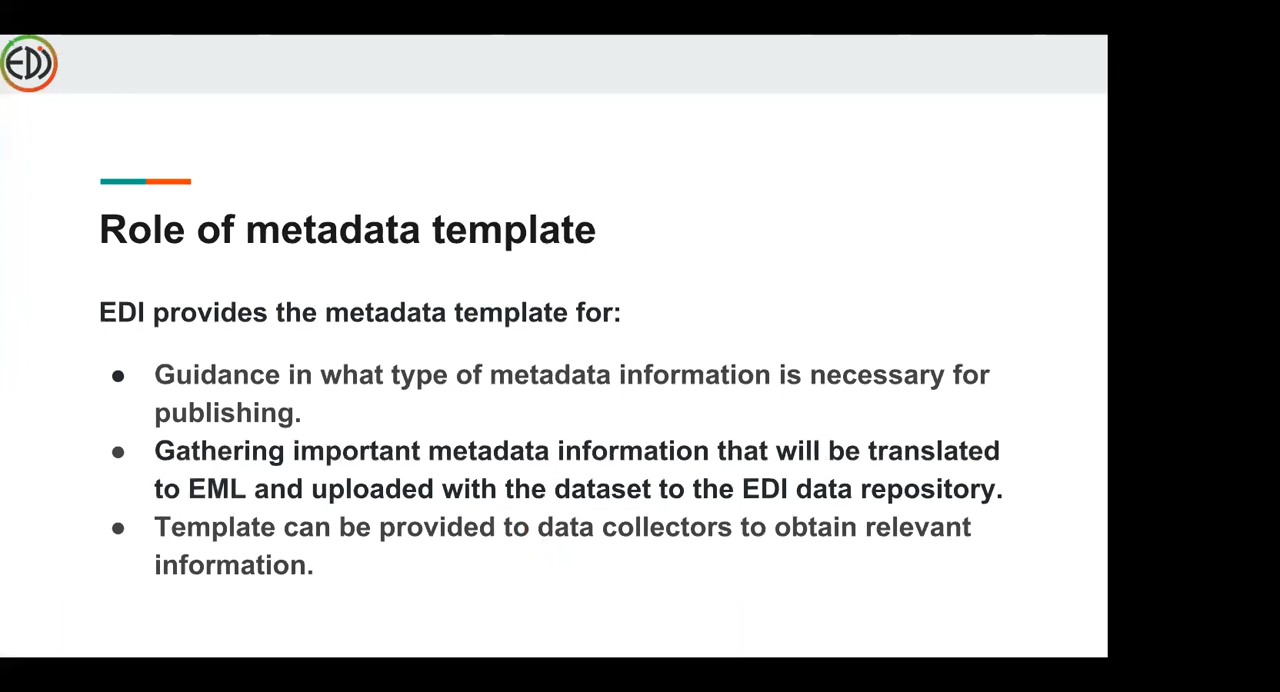 EDI
Role of metadata template
EDI provides the metadata template for:
● Guidance in what type of metadata information is necessary for
publishing.
● Gathering important metadata information that will be translated
to EML and uploaded with the dataset to the EDI data repository.
● Template can be provided to data collectors to obtain relevant
information.